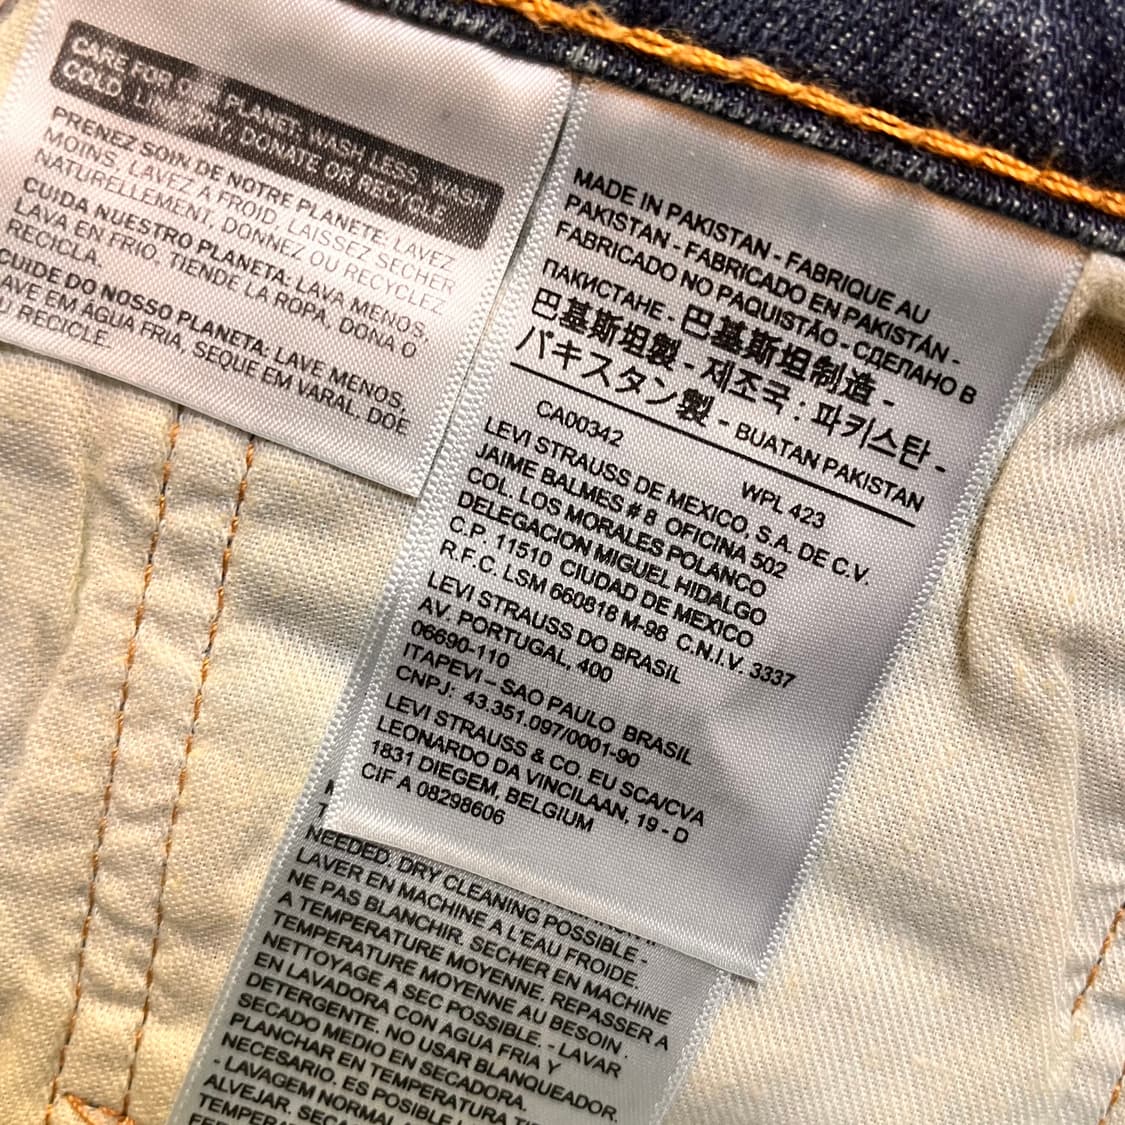 CARE FOR OUR PLANET: WASH LESS, WASH
COLD, LINE DRY, DONATE OR RECYCLE.
PRENEZ SOIN DE NOTRE PLANETE: LAVEZ
MOINS, LAVEZ A FROID, LAISSEZ SECHER
NATURELLEMENT, DONNEZ OU RECYCLEZ
CUIDA NUESTRO PLANETA: LAVA MENOS,
LAVA EN FRIO, TIENDE LA ROPA, DONA O
RECICLA.
CUIDE DO NOSSO PLANETA: LAVE MENOS,
LAVE EM AGUA FRIA, SEQUE EM VARAL, DOE
OU RECICLE.
MADE IN PAKISTAN - FABRIQUE AU
PAKISTAN - FABRICADO EN PAKISTÁN -
FABRICADO NO PAQUISTÃO - СДЕЛАНО В
ПАКИСТАНЕ - 巴基斯坦制造 -
巴基斯坦製 - 제조국 : 파키스탄 -
パキスタン製 - BUATAN PAKISTAN
CA00342 WPL 423
LEVI STRAUSS DE MEXICO, S.A. DE C.V.
JAIME BALMES # 8 OFICINA 502
COL. LOS MORALES POLANCO
DELEGACION MIGUEL HIDALGO
C.P. 11510 CIUDAD DE MEXICO
R.F.C. LSM 660818 M-98 C.N.I.V. 3337
LEVI STRAUSS DO BRASIL
AV. PORTUGAL, 400
06690-110
ITAPEVI – SAO PAULO BRASIL
CNPJ: 43.351.097/0001-90
LEVI STRAUSS & CO. EU SCA/CVA
LEONARDO DA VINCILAAN, 19 - D
1831 DIEGEM, BELGIUM
CIF A 08298606
NEEDED. DRY CLEANING POSSIBLE -
LAVER EN MACHINE A L'EAU FROIDE.
NE PAS BLANCHIR. SECHER EN MACHINE
A TEMPERATURE MOYENNE. REPASSER A
TEMPERATURE MOYENNE AU BESOIN .
NETTOYAGE A SEC POSSIBLE. - LAVAR
EN LAVADORA CON AGUA FRIA Y
DETERGENTE. NO USAR BLANQUEADOR.
SECADO MEDIO EN SECADORA.
PLANCHAR EN TEMPERATURA
NECESARIO. ES POSIBLE
- LAVAGEM NORMAL
ALVEJAR.